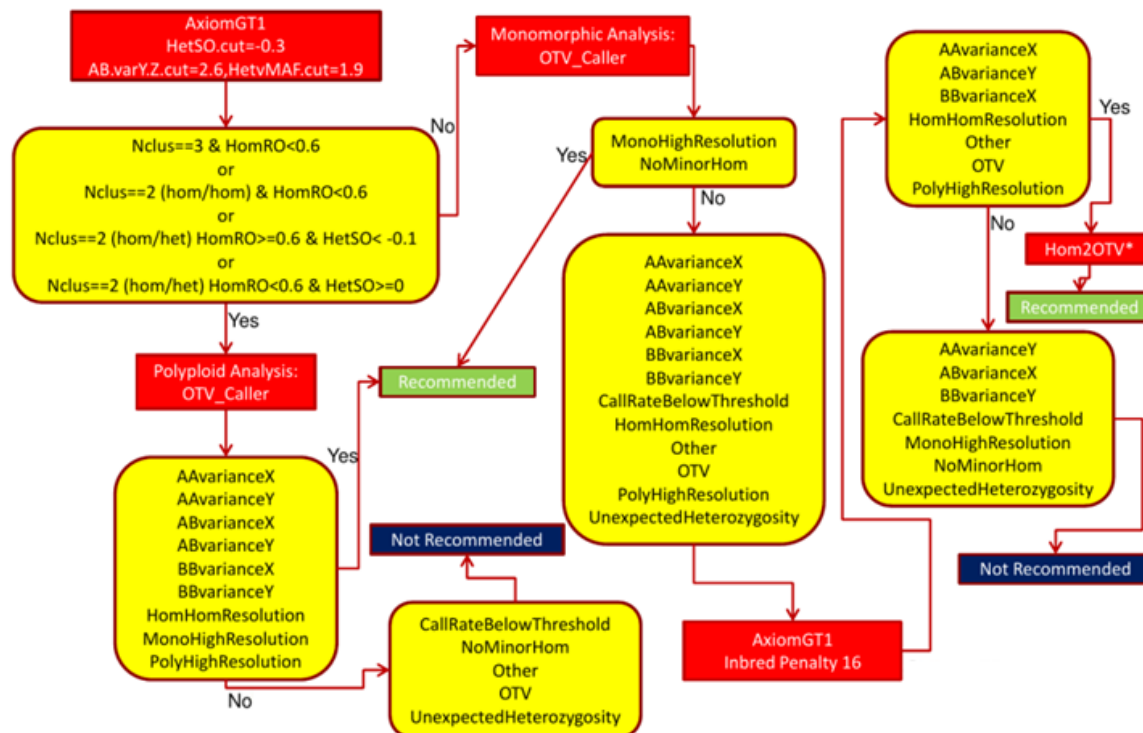 AxiomGT1
HetSO.cut=-0.3
AB.varY.Z.cut=2.6,HetvMAF.cut=1.9
No
Nclus==3 & HomRO<0.6
or
Nclus==2 (hom/hom) & HomRO<0.6
or
Nclus==2 (hom/het) HomRO>=0.6 & HetSO< -0.1
or
Nclus==2 (hom/het) HomRO<0.6 & HetSO>=0
Yes
Polyploid Analysis:
OTV_Caller
AAvarianceX
AAvarianceY
ABvarianceX
ABvarianceY
BBvarianceX
BBvarianceY
HomHomResolution
MonoHighResolution
PolyHighResolution
Yes
No
Recommended
Not Recommended
CallRateBelowThreshold
NoMinorHom
Other
OTV
UnexpectedHeterozygosity
Monomorphic Analysis:
OTV_Caller
MonoHighResolution
NoMinorHom
Yes
No
AAvarianceX
AAvarianceY
ABvarianceX
ABvarianceY
BBvarianceX
BBvarianceY
CallRateBelowThreshold
HomHomResolution
Other
OTV
PolyHighResolution
UnexpectedHeterozygosity
AxiomGT1
Inbred Penalty 16
AAvarianceX
ABvarianceY
BBvarianceX
HomHomResolution
Other
OTV
PolyHighResolution
Yes
No
Hom2OTV*
Recommended
AAvarianceY
ABvarianceX
BBvarianceY
CallRateBelowThreshold
MonoHighResolution
NoMinorHom
UnexpectedHeterozygosity
Not Recommended